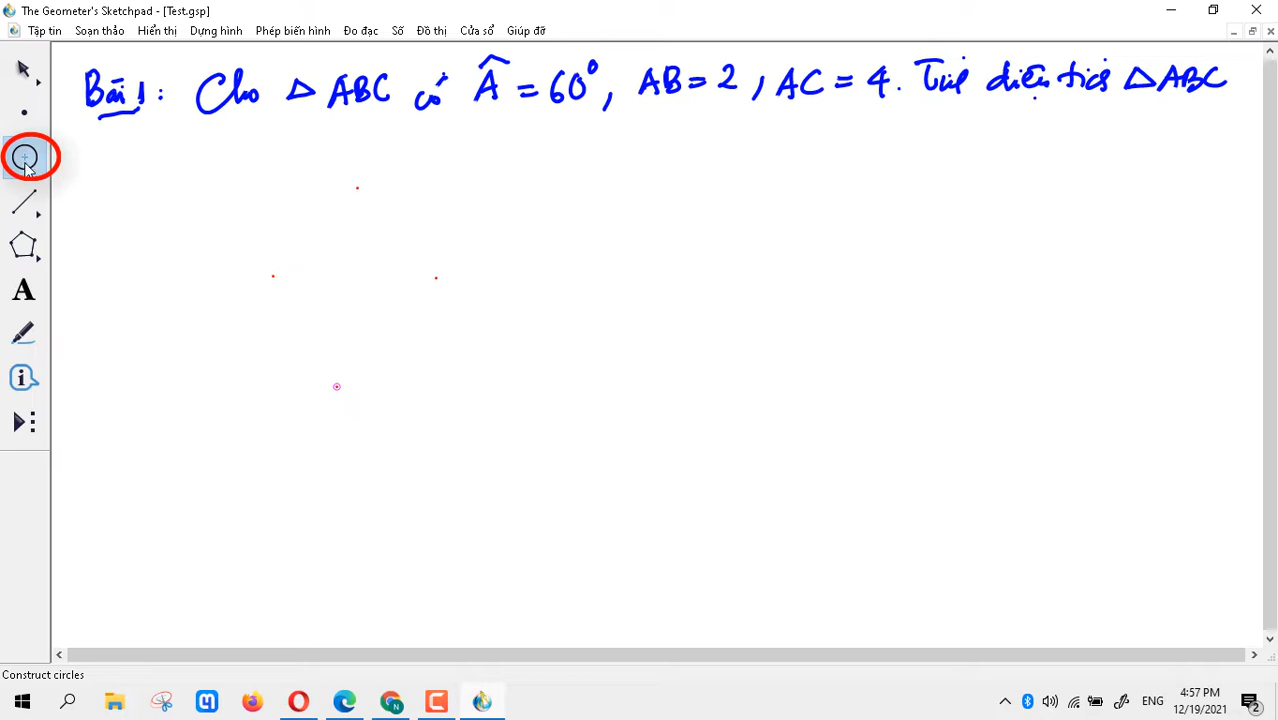 The Geometer's Sketchpad - [Test.gsp]
Tập tin Soạn thảo Hiển thị Dựng hình Phép biến hình Đo đạc Số Đồ thị Cửa sổ Giúp đỡ
Bài 1: Cho △ABC có Â = 60⁰, AB = 2, AC = 4. Tính diện tích △ABC
A
i
Construct circles
ENG
4:57 PM
12/19/2021
2
N